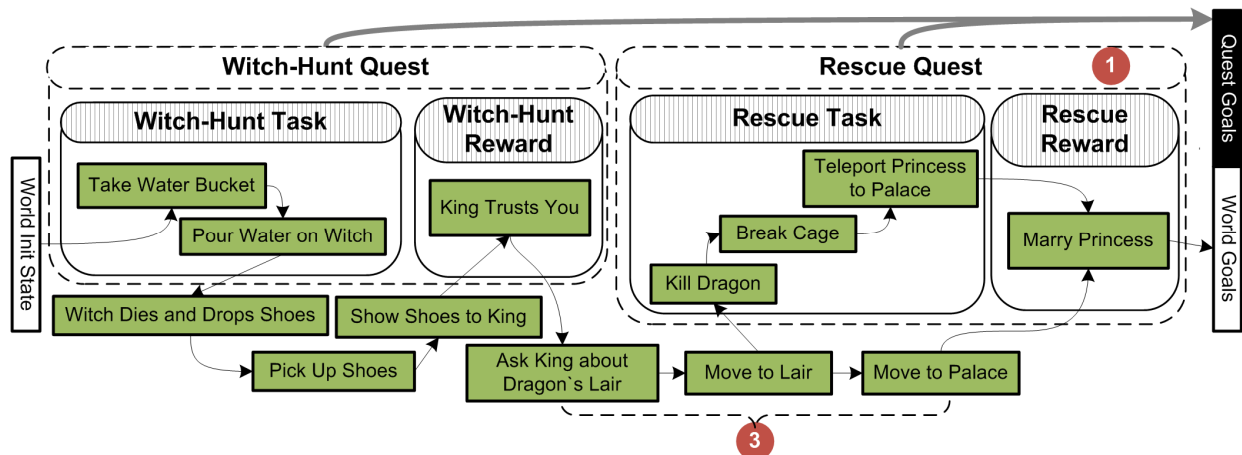 Witch-Hunt Quest
Rescue Quest
1
Quest Goals
Witch-Hunt Task
Witch-Hunt
Reward
Rescue Task
Rescue
Reward
World Init State
Take Water Bucket
Pour Water on Witch
King Trusts You
Teleport Princess
to Palace
Break Cage
Kill Dragon
Marry Princess
World Goals
Witch Dies and Drops Shoes
Show Shoes to King
Pick Up Shoes
Ask King about
Dragon`s Lair
Move to Lair
Move to Palace
3